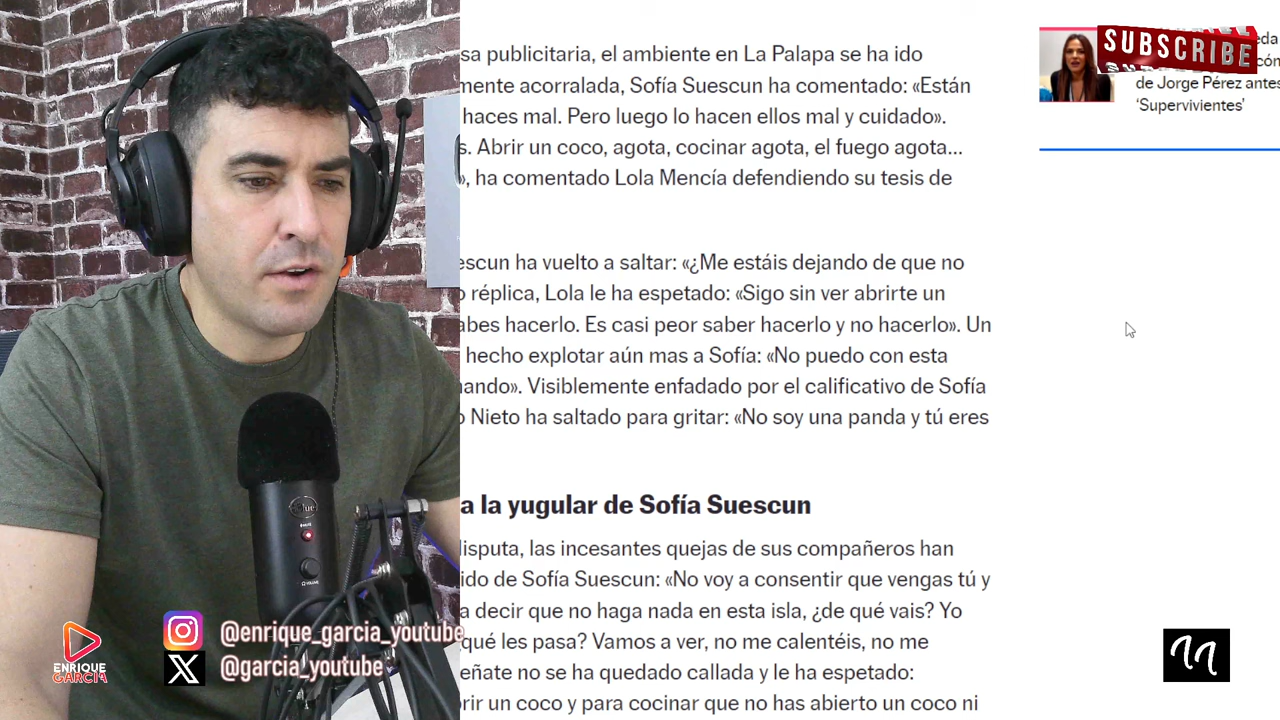 SUBSCRIBE
de Jorge Pérez antes
‘Supervivientes’
sa publicitaria, el ambiente en La Palapa se ha ido
mente acorralada, Sofía Suescun ha comentado: «Están
haces mal. Pero luego lo hacen ellos mal y cuidado».
s. Abrir un coco, agota, cocinar agota, el fuego agota...
», ha comentado Lola Mencía defendiendo su tesis de
escun ha vuelto a saltar: «¿Me estáis dejando de que no
o réplica, Lola le ha espetado: «Sigo sin ver abrirte un
abes hacerlo. Es casi peor saber hacerlo y no hacerlo». Un
hecho explotar aún mas a Sofía: «No puedo con esta
nando». Visiblemente enfadado por el calificativo de Sofía
o Nieto ha saltado para gritar: «No soy una panda y tú eres
a la yugular de Sofía Suescun
disputa, las incesantes quejas de sus compañeros han
ido de Sofía Suescun: «No voy a consentir que vengas tú y
a decir que no haga nada en esta isla, ¿de qué vais? Yo
qué les pasa? Vamos a ver, no me calentéis, no me
eñate no se ha quedado callada y le ha espetado:
rir un coco y para cocinar que no has abierto un coco ni
Blue
ENRIQUE
GARCIA
@enrique_garcia_youtube
@garcia_youtube